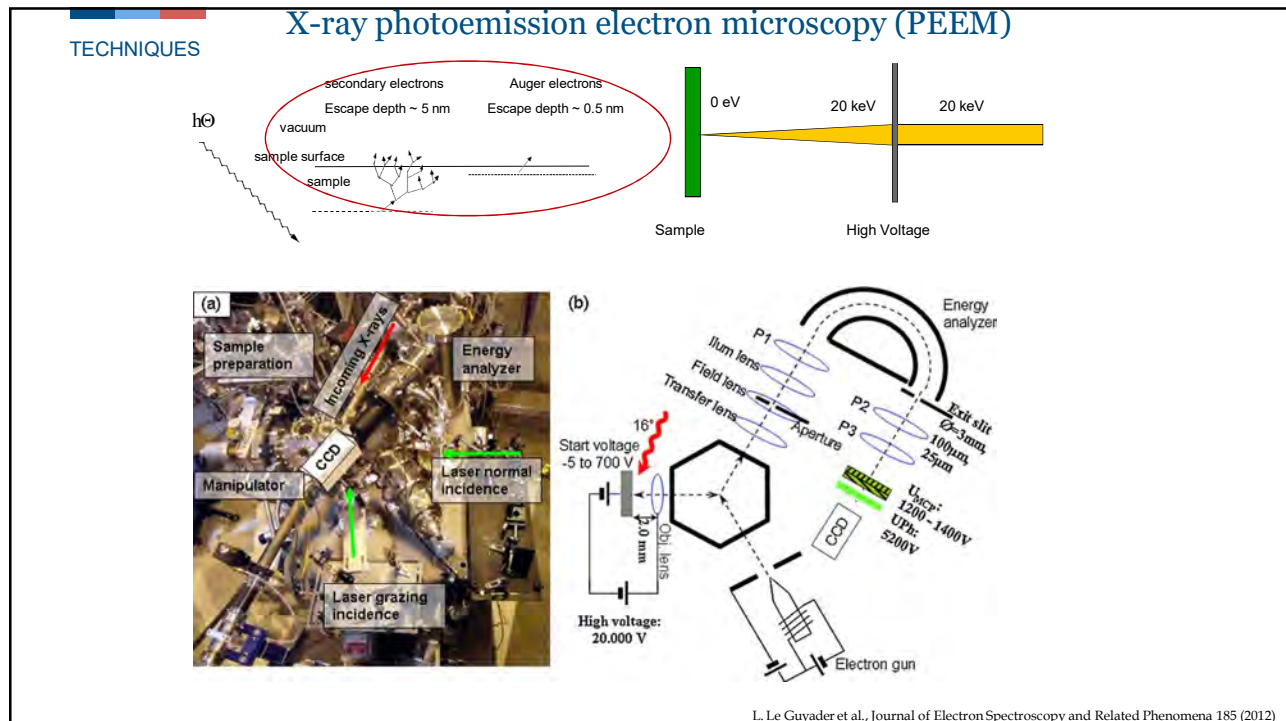 X-ray photoemission electron microscopy (PEEM)
TECHNIQUES
secondary electrons
Auger electrons
Escape depth ~ 5 nm
Escape depth ~ 0.5 nm
hΘ
vacuum
sample surface
sample
0 eV
20 keV
20 keV
Sample
High Voltage
(a)
Sample
preparation
Incoming X-rays
Energy
analyzer
CCD
Manipulator
Laser normal
incidence
Laser grazing
incidence
(b)
Energy
analyzer
P1
Ilum lens
Field lens
Transfer lens
Aperture
P2
P3
Exit slit
Ø=3mm,
100µm,
25µm
16°
Start voltage
-5 to 700 V
2.0 mm
Obj. lens
UMCP:
1200 - 1400V
UPh:
5200V
CCD
High voltage:
20.000 V
Electron gun
L. Le Guyader et al., Journal of Electron Spectroscopy and Related Phenomena 185 (2012)